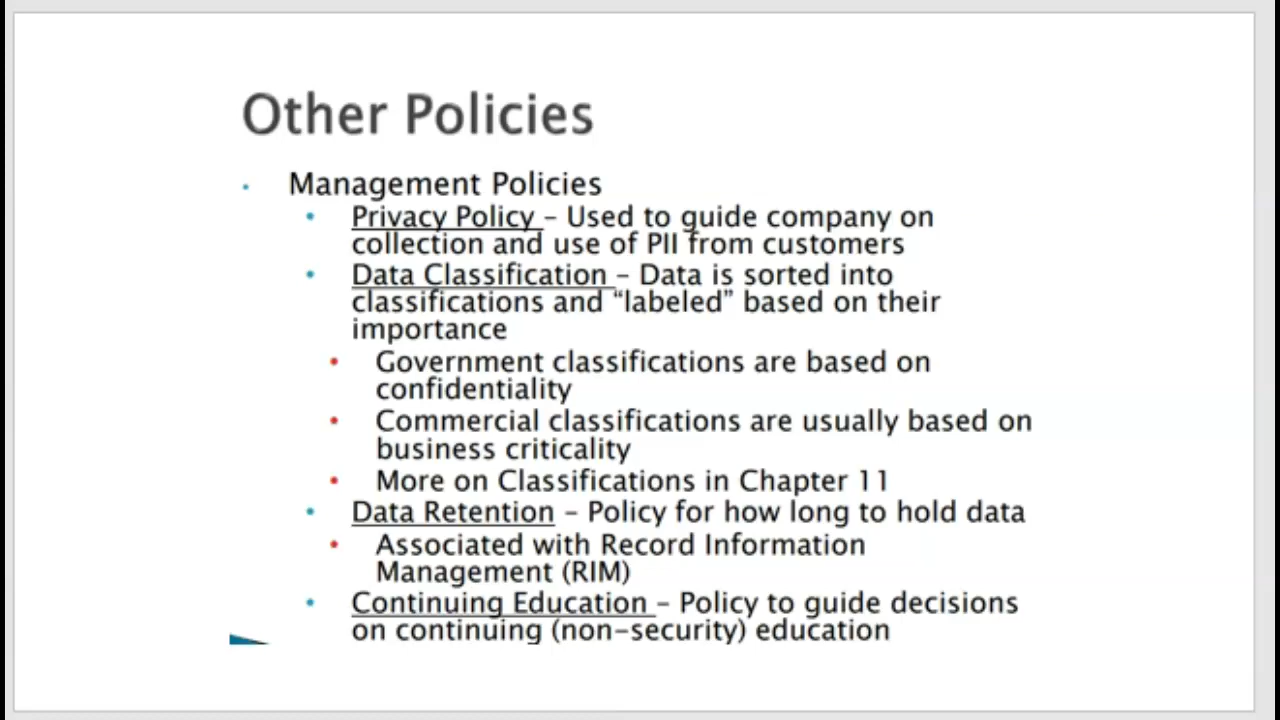 Other Policies
• Management Policies
• Privacy Policy – Used to guide company on
collection and use of PII from customers
• Data Classification – Data is sorted into
classifications and “labeled” based on their
importance
• Government classifications are based on
confidentiality
• Commercial classifications are usually based on
business criticality
• More on Classifications in Chapter 11
• Data Retention – Policy for how long to hold data
• Associated with Record Information
Management (RIM)
• Continuing Education – Policy to guide decisions
on continuing (non-security) education